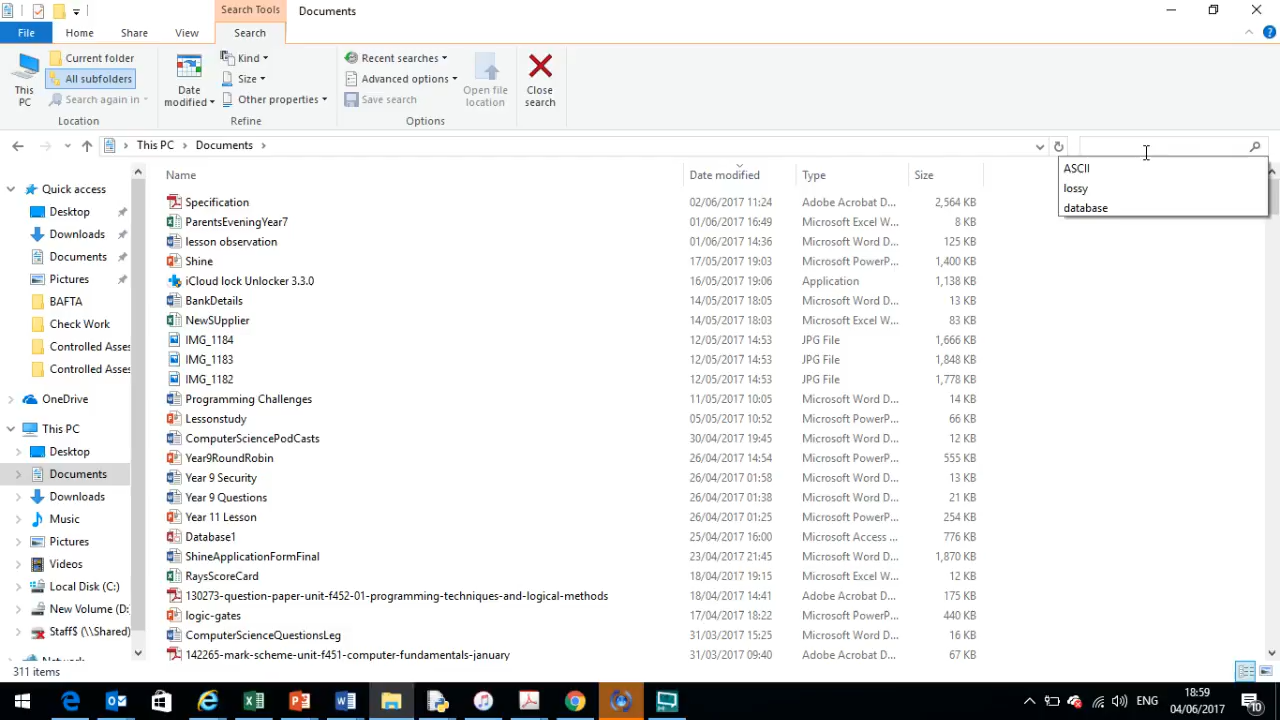 Search Tools
Documents
File
Home
Share
View
Search
This PC
Current folder
All subfolders
Search again in
Location
Date modified
Kind
Size
Other properties
Refine
Recent searches
Advanced options
Save search
Open file location
Options
Close search
This PC
Documents
ASCII
lossy
database
Name
Date modified
Type
Size
Quick access
Desktop
Downloads
Documents
Pictures
BAFTA
Check Work
Controlled Asses
Controlled Asses
OneDrive
This PC
Desktop
Documents
Downloads
Music
Pictures
Videos
Local Disk (C:)
New Volume (D:
Staff$ (\\Shared)
Network
Specification 02/06/2017 11:24 Adobe Acrobat D... 2,564 KB
ParentsEveningYear7 01/06/2017 16:49 Microsoft Excel W... 8 KB
lesson observation 01/06/2017 14:36 Microsoft Word D... 125 KB
Shine 17/05/2017 19:03 Microsoft PowerP... 1,400 KB
iCloud lock Unlocker 3.3.0 16/05/2017 19:06 Application 1,138 KB
BankDetails 14/05/2017 18:05 Microsoft Word D... 13 KB
NewSUpplier 14/05/2017 18:03 Microsoft Excel W... 83 KB
IMG_1184 12/05/2017 14:53 JPG File 1,666 KB
IMG_1183 12/05/2017 14:53 JPG File 1,848 KB
IMG_1182 12/05/2017 14:53 JPG File 1,778 KB
Programming Challenges 11/05/2017 10:05 Microsoft Word D... 14 KB
Lessonstudy 05/05/2017 10:52 Microsoft PowerP... 66 KB
ComputerSciencePodCasts 30/04/2017 19:45 Microsoft Word D... 12 KB
Year9RoundRobin 26/04/2017 14:54 Microsoft PowerP... 555 KB
Year 9 Security 26/04/2017 01:58 Microsoft Word D... 13 KB
Year 9 Questions 26/04/2017 01:38 Microsoft Word D... 21 KB
Year 11 Lesson 26/04/2017 01:25 Microsoft PowerP... 254 KB
Database1 25/04/2017 16:00 Microsoft Access ... 776 KB
ShineApplicationFormFinal 23/04/2017 21:45 Microsoft Word D... 1,870 KB
RaysScoreCard 18/04/2017 19:15 Microsoft Excel W... 12 KB
130273-question-paper-unit-f452-01-programming-techniques-and-logical-methods 18/04/2017 14:41 Adobe Acrobat D... 175 KB
logic-gates 17/04/2017 18:22 Microsoft PowerP... 440 KB
ComputerScienceQuestionsLeg 31/03/2017 15:25 Microsoft Word D... 16 KB
142265-mark-scheme-unit-f451-computer-fundamentals-january 31/03/2017 09:40 Adobe Acrobat D... 67 KB
311 items
ENG
18:59
04/06/2017
10